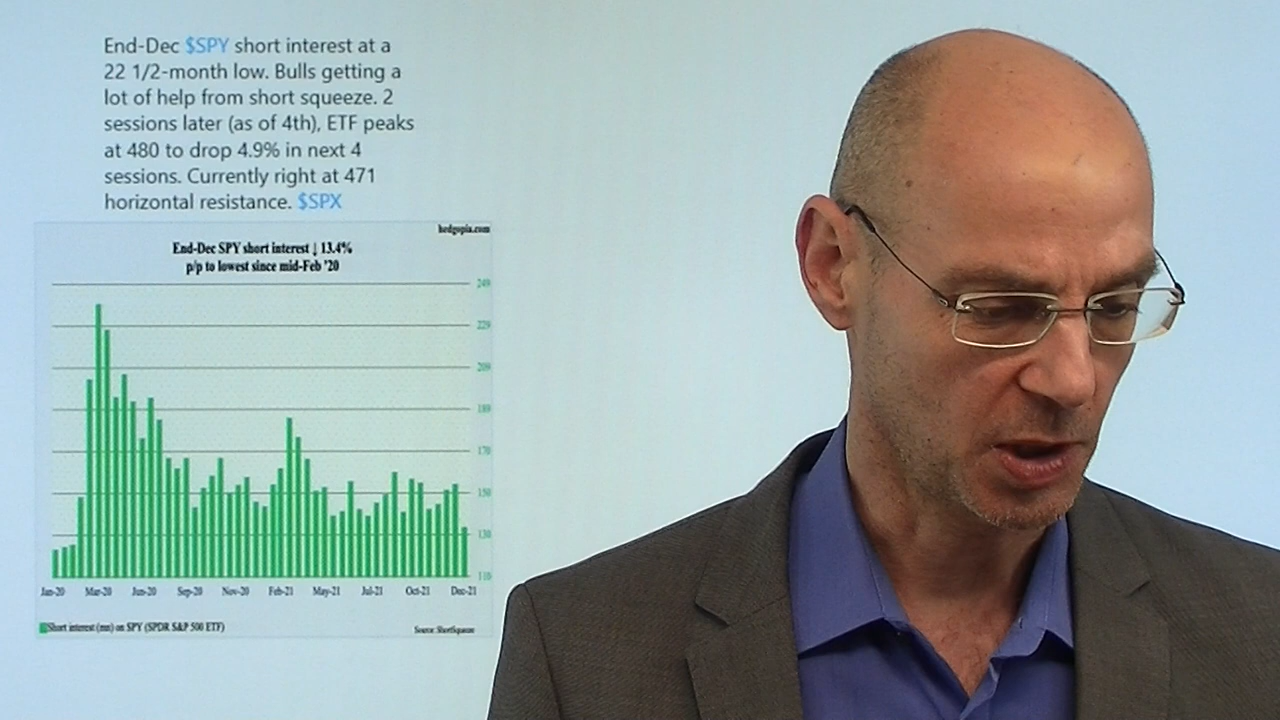 End-Dec $SPY short interest at a
22 1/2-month low. Bulls getting a
lot of help from short squeeze. 2
sessions later (as of 4th), ETF peaks
at 480 to drop 4.9% in next 4
sessions. Currently right at 471
horizontal resistance. $SPX
hedgopia.com
End-Dec SPY short interest ↓ 13.4%
p/p to lowest since mid-Feb '20
249
229
209
189
170
150
130
110
Jan-20 Mar-20 Jun-20 Sep-20 Nov-20 Feb-21 May-21 Jul-21 Oct-21 Dec-21
Short interest (mn) on SPY (SPDR S&P 500 ETF)
Source: ShortSqueeze